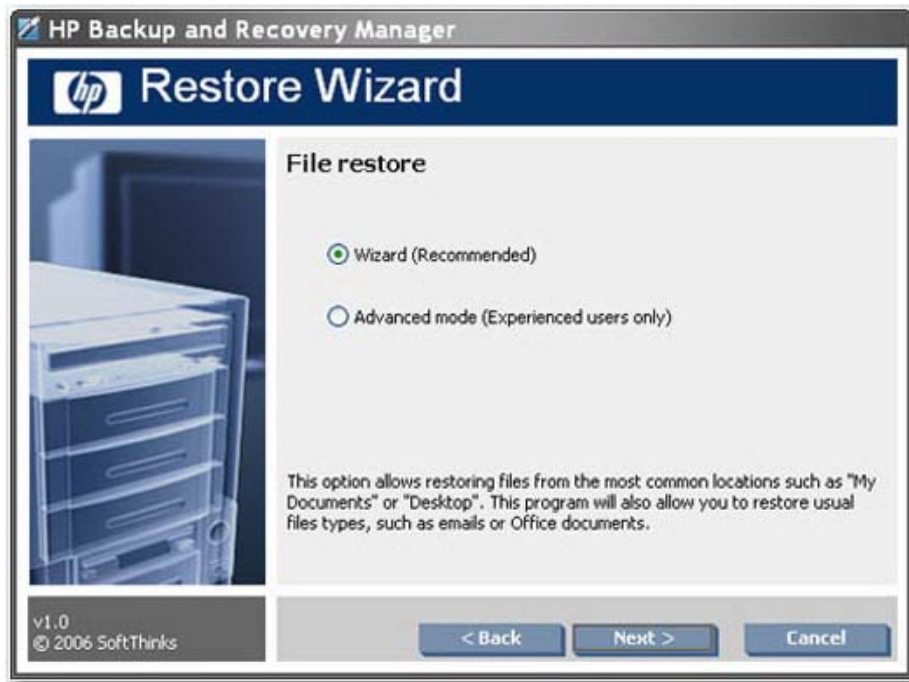 HP Backup and Recovery Manager
hp Restore Wizard
File restore
Wizard (Recommended)
Advanced mode (Experienced users only)
This option allows restoring files from the most common locations such as "My
Documents" or "Desktop". This program will also allow you to restore usual
files types, such as emails or Office documents.
v1.0
© 2006 SoftThinks
< Back Next > Cancel